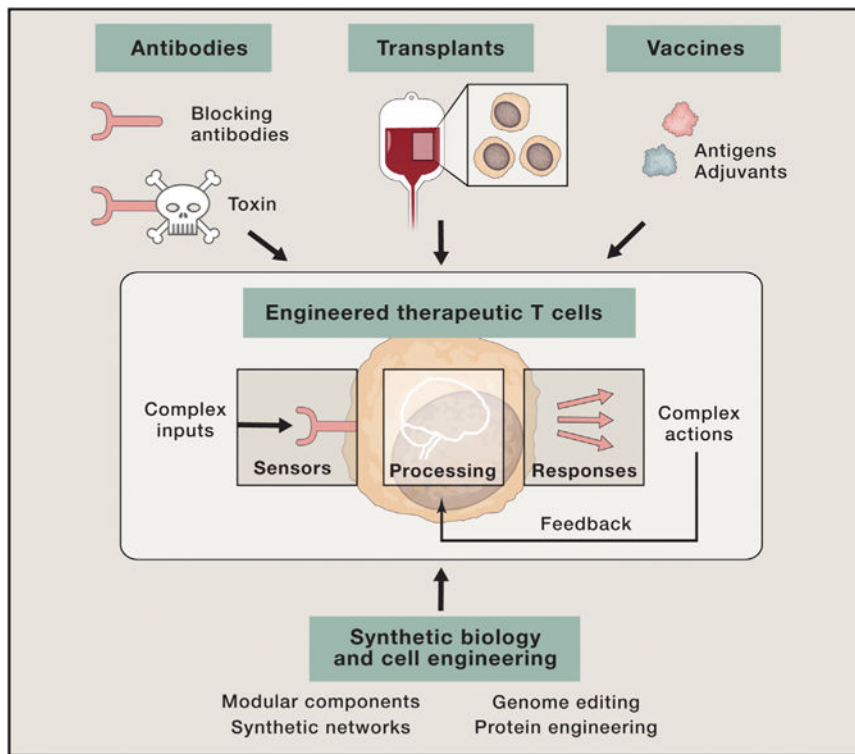 Antibodies
Transplants
Vaccines
Blocking
antibodies
Toxin
Antigens
Adjuvants
Engineered therapeutic T cells
Complex
inputs
Sensors
Processing
Responses
Complex
actions
Feedback
Synthetic biology
and cell engineering
Modular components
Synthetic networks
Genome editing
Protein engineering